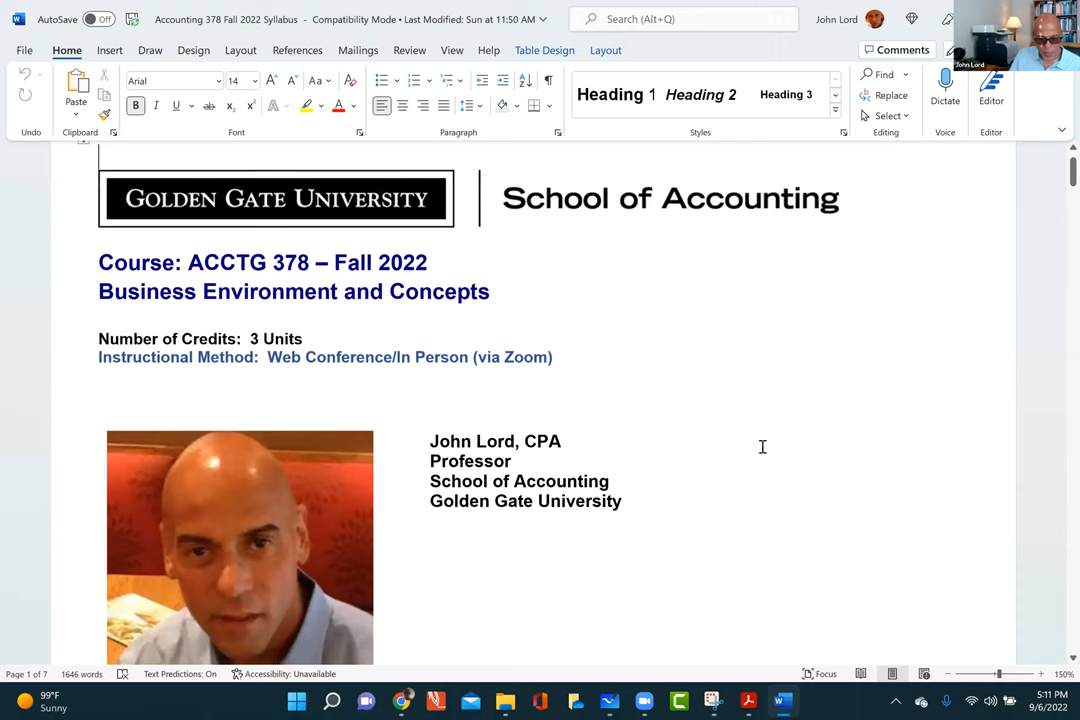 AutoSave Off Accounting 378 Fall 2022 Syllabus - Compatibility Mode • Last Modified: Sun at 11:50 AM Search (Alt+Q) John Lord
File Home Insert Draw Design Layout References Mailings Review View Help Table Design Layout Comments
John Lord
Arial 14 Aa Heading 1 Heading 2 Heading 3 Find
Paste Replace Dictate Editor
B I U ab x₂ x² A A Select
Undo Clipboard Font Paragraph Styles Editing Voice Editor
GOLDEN GATE UNIVERSITY School of Accounting
Course: ACCTG 378 – Fall 2022
Business Environment and Concepts
Number of Credits: 3 Units
Instructional Method: Web Conference/In Person (via Zoom)
John Lord, CPA
Professor
School of Accounting
Golden Gate University
Page 1 of 7 1646 words Text Predictions: On Accessibility: Unavailable Focus 150%
99°F
Sunny
5:11 PM
9/6/2022